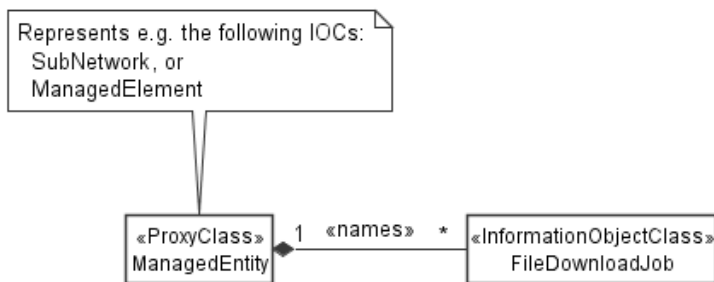 Represents e.g. the following IOCs:
SubNetwork, or
ManagedElement
«ProxyClass»
ManagedEntity
1 «names» *
«InformationObjectClass»
FileDownloadJob